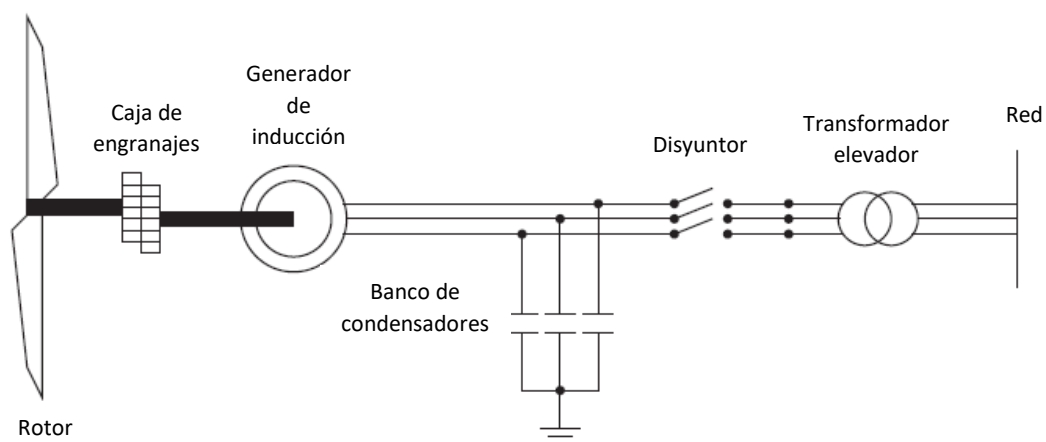 Caja de
engranajes
Generador
de
inducción
Banco de
condensadores
Disyuntor
Transformador
elevador
Red
Rotor